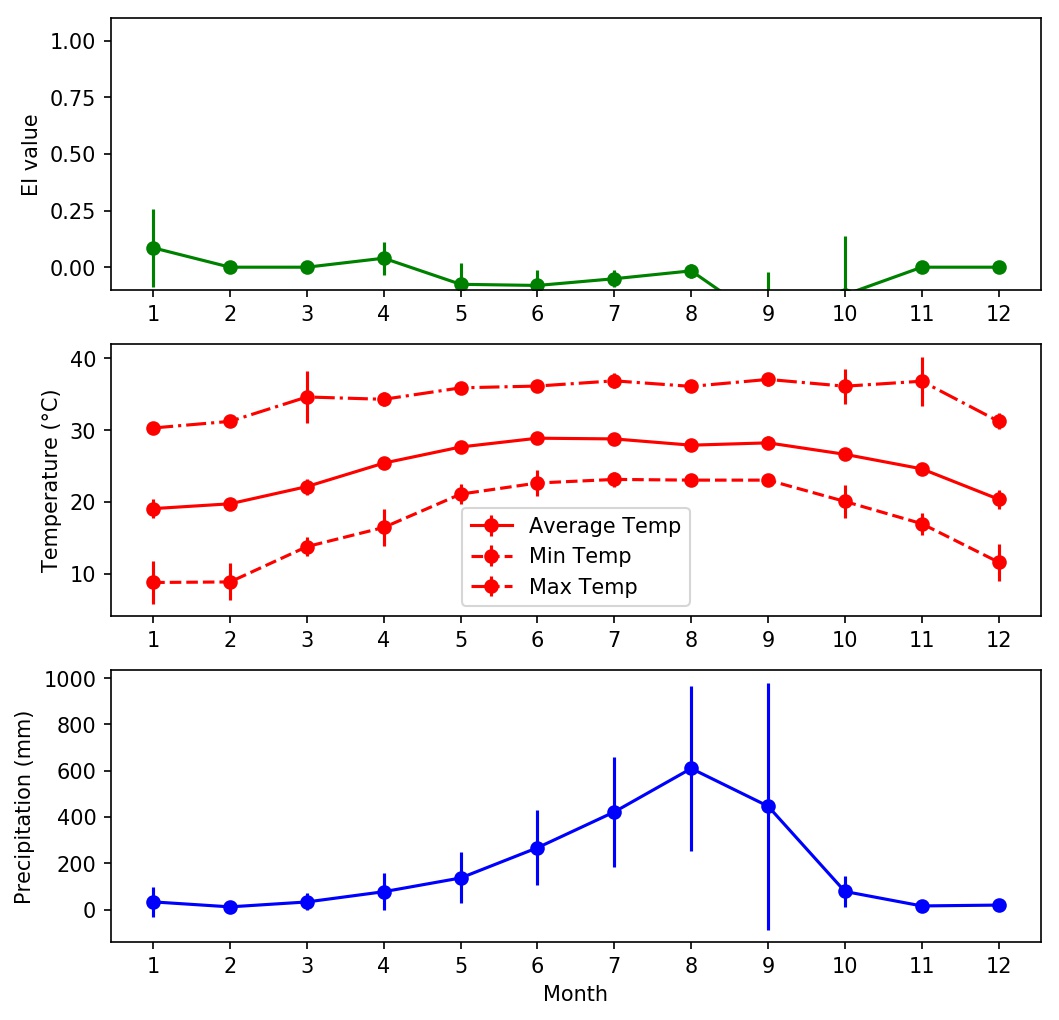 1.00
0.75
0.50
0.25
0.00
EI value
1 2 3 4 5 6 7 8 9 10 11 12
40
30
20
10
Temperature (°C)
Average Temp
Min Temp
Max Temp
1 2 3 4 5 6 7 8 9 10 11 12
1000
800
600
400
200
0
Precipitation (mm)
1 2 3 4 5 6 7 8 9 10 11 12
Month